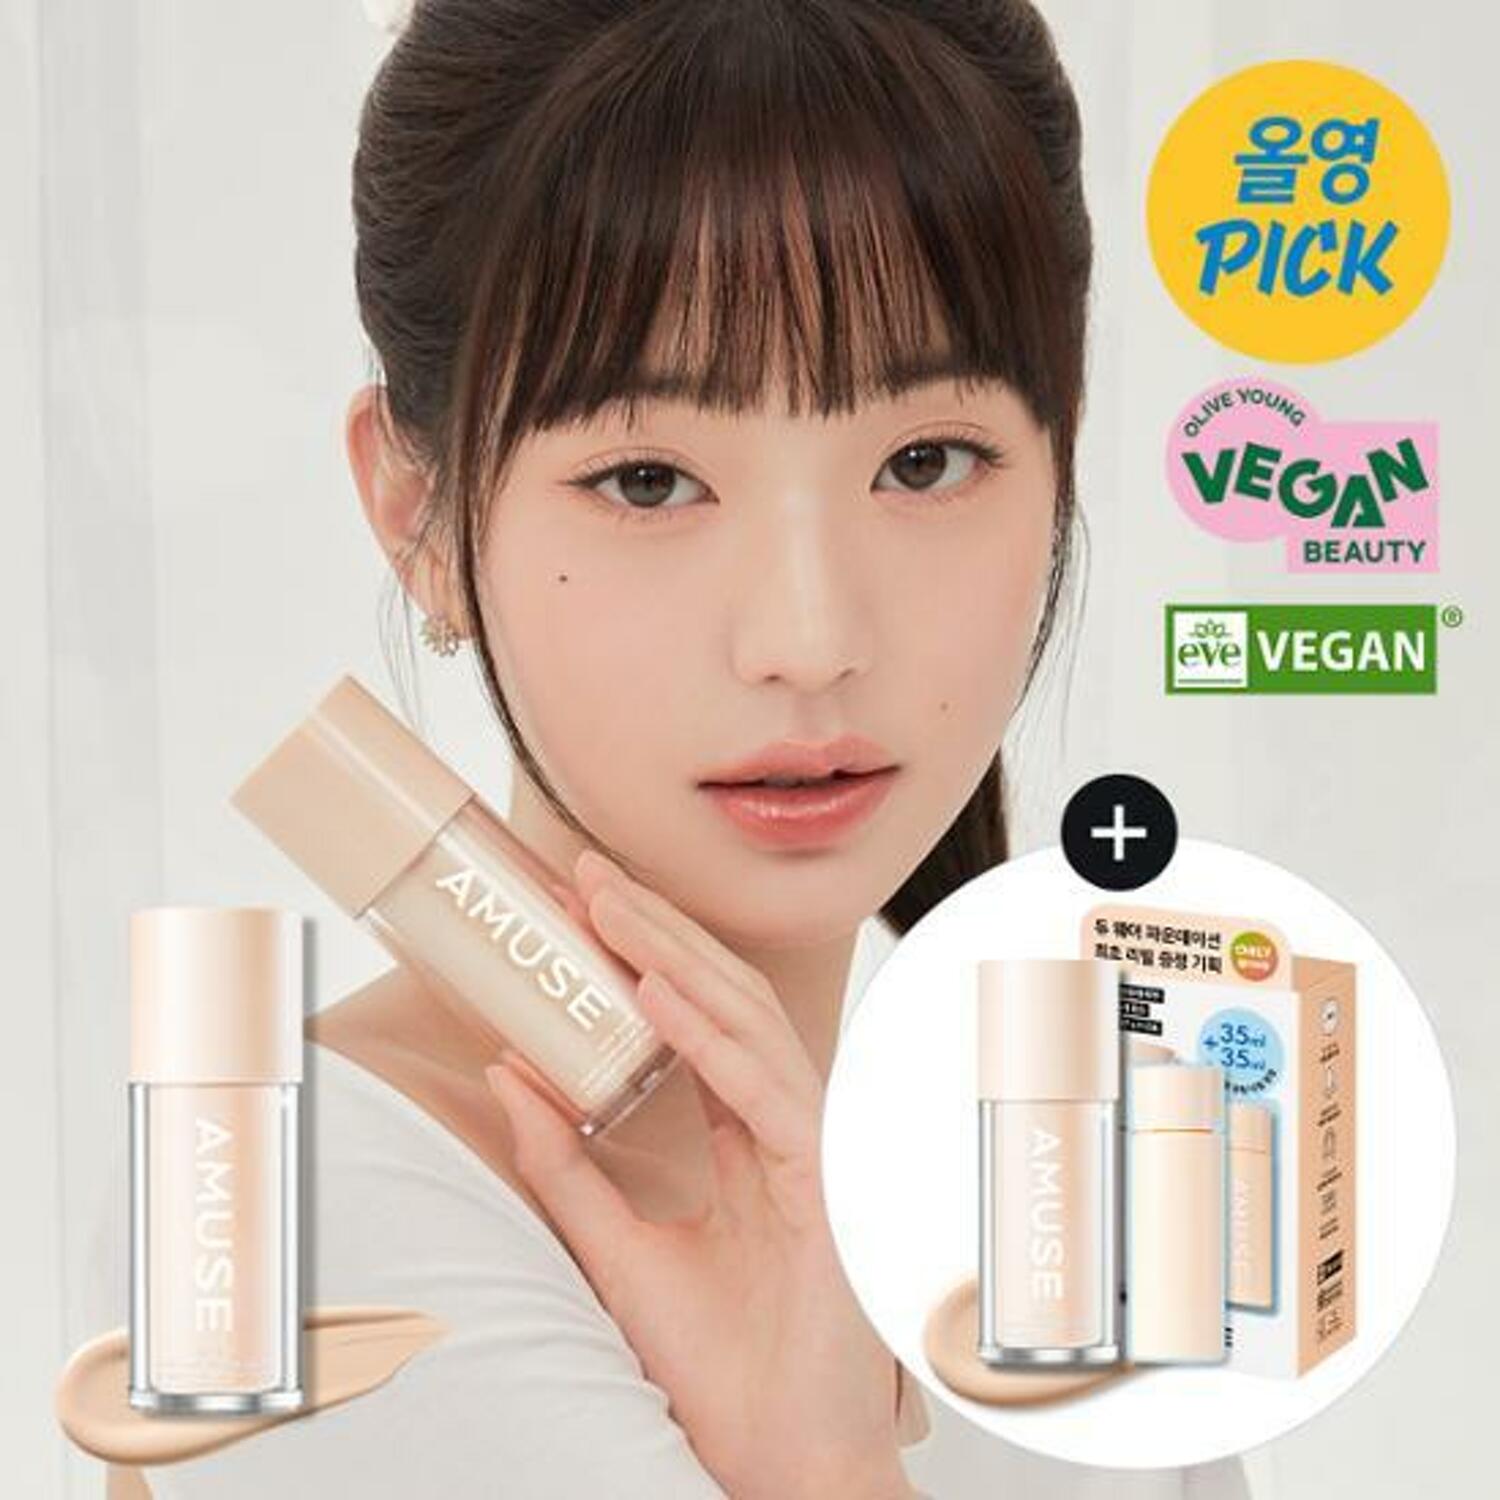 올영
PICK
OLIVE YOUNG
VEGAN
BEAUTY
eve VEGAN®
AMUSE
AMUSE
+
듀 웨어 파운데이션
최초 리필 증정 기획
ONLY
+35ml
35ml
AMUSE
AMUSE